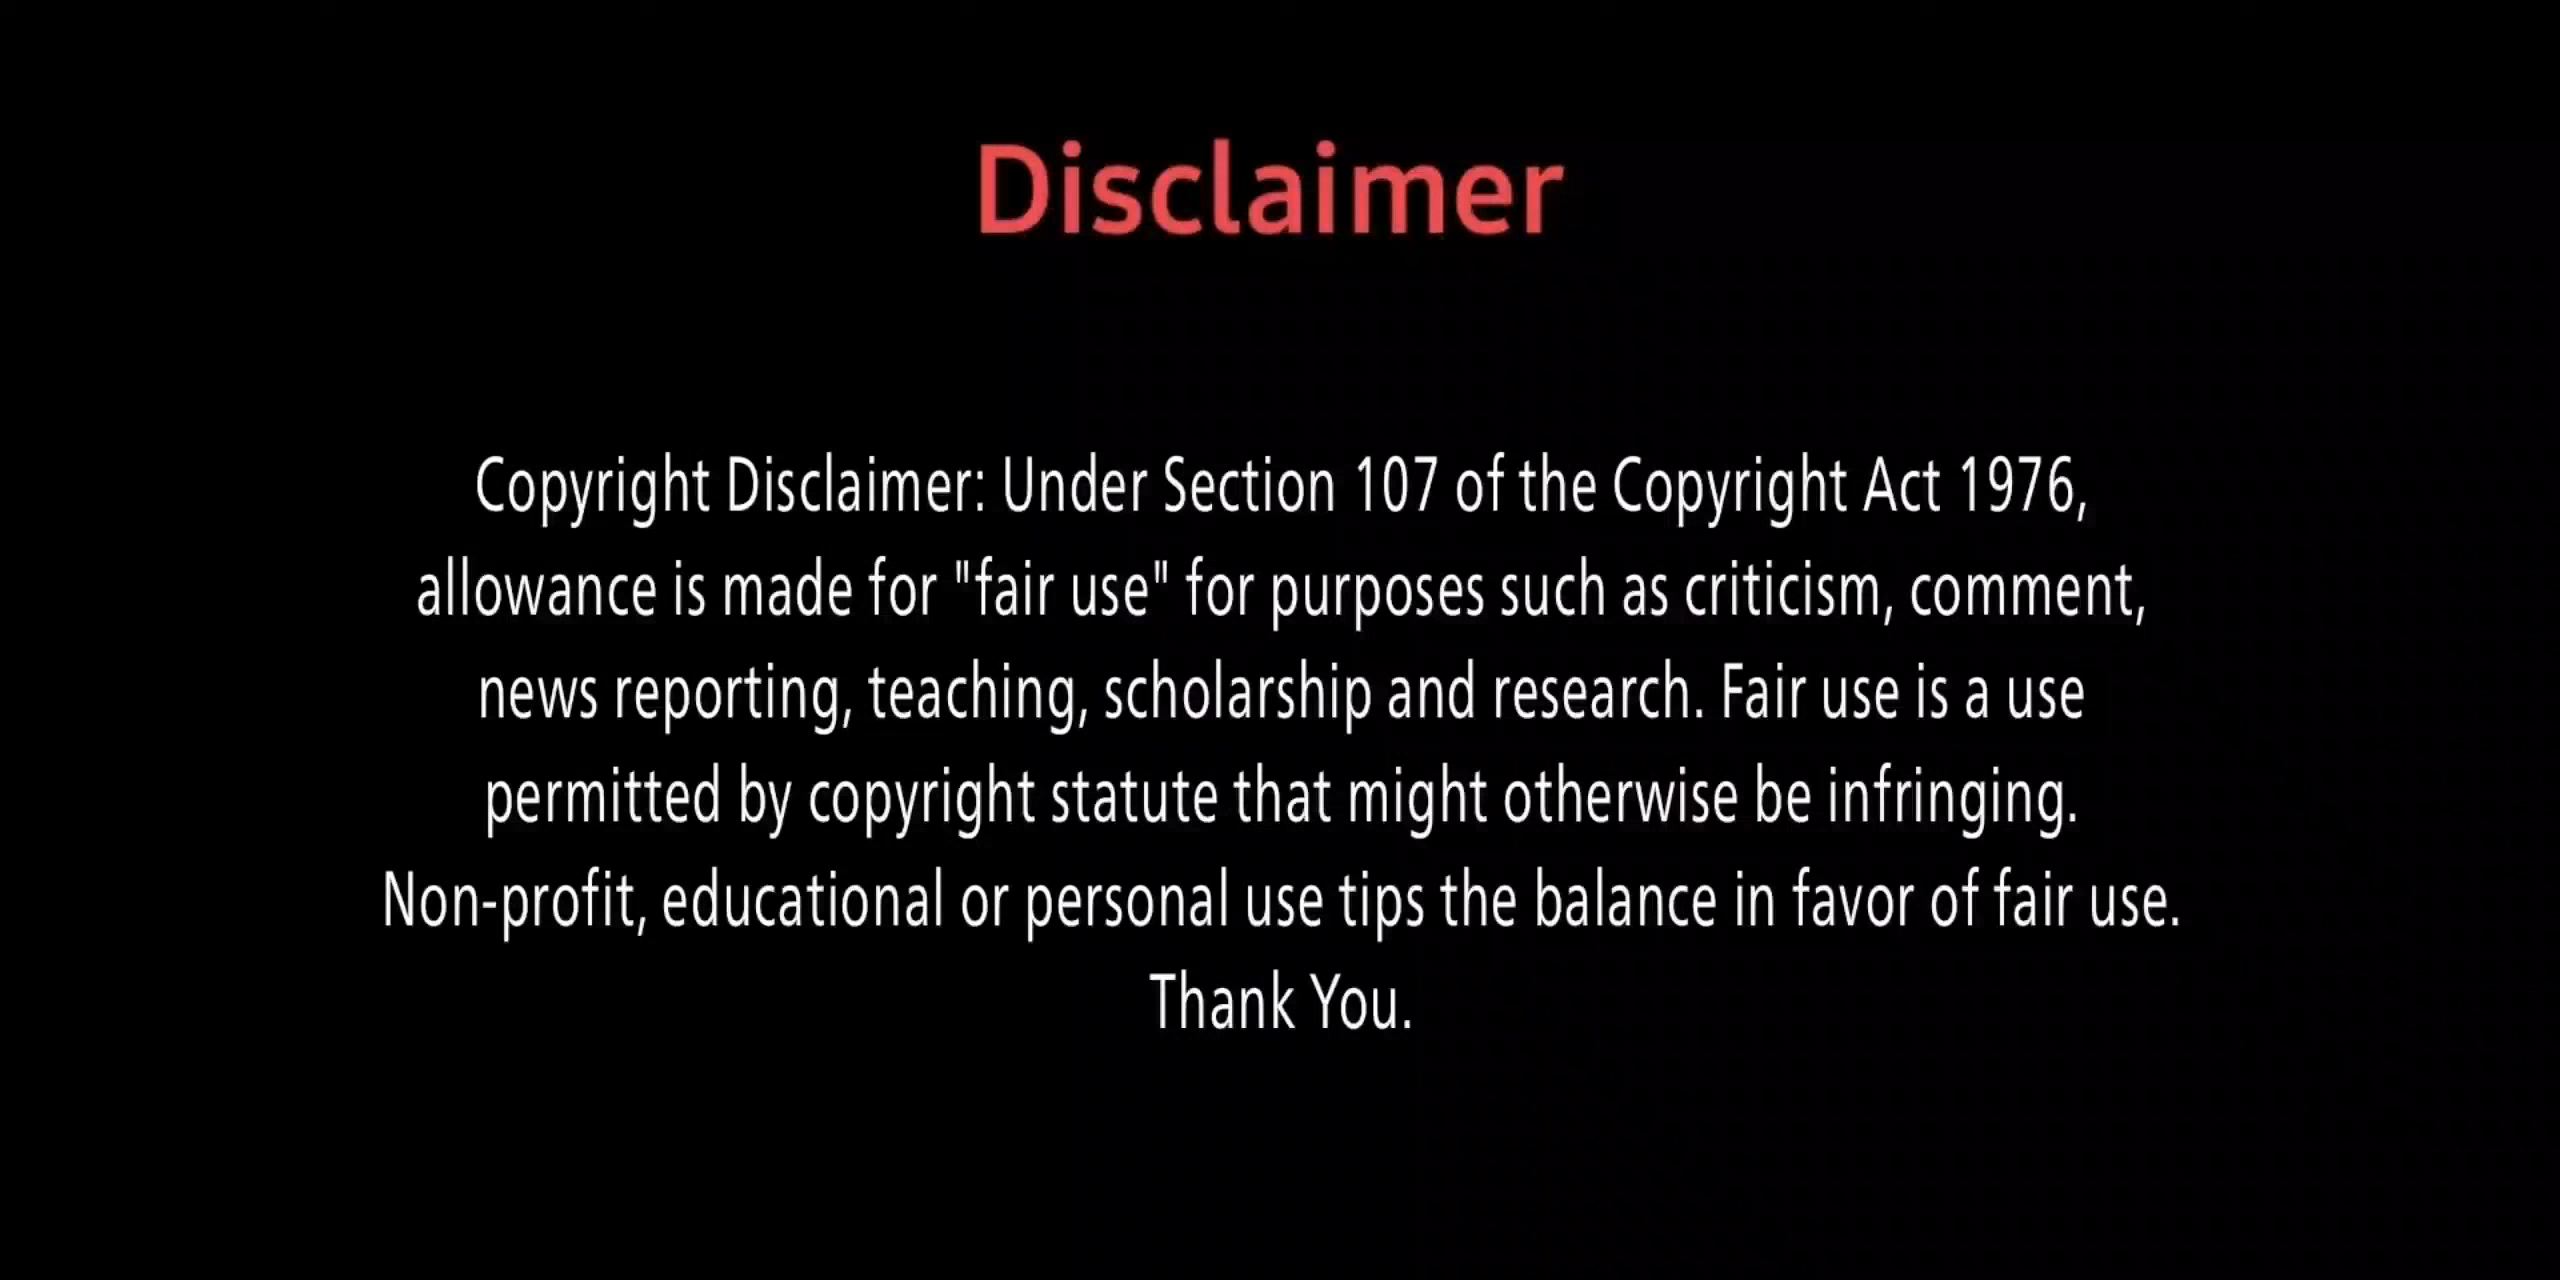 Disclaimer
Copyright Disclaimer: Under Section 107 of the Copyright Act 1976,
allowance is made for "fair use" for purposes such as criticism, comment,
news reporting, teaching, scholarship and research. Fair use is a use
permitted by copyright statute that might otherwise be infringing.
Non-profit, educational or personal use tips the balance in favor of fair use.
Thank You.